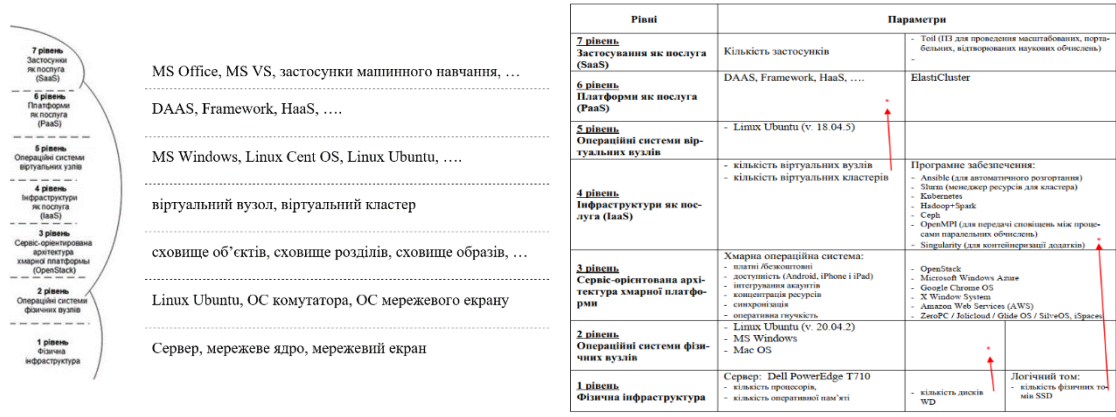 7 рівень
Застосунки
як послуга
(SaaS)
MS Office, MS VS, застосунки машинного навчання, …
6 рівень
Платформи
як послуга
(PaaS)
DAAS, Framework, HaaS, ….
5 рівень
Операційні системи
віртуальних узлів
MS Windows, Linux Cent OS, Linux Ubuntu, ….
4 рівень
Інфраструктури
як послуга
(IaaS)
віртуальний вузол, віртуальний кластер
3 рівень
Сервіс-орієнтирована
архітектура
хмарної платформы
(OpenStack)
сховище об’єктів, сховище розділів, сховище образів, …
2 рівень
Операційні системи
фізичних вузлів
Linux Ubuntu, ОС комутатора, ОС мережевого екрану
1 рівень
Фізична
інфраструктура
Сервер, мережеве ядро, мережевий екран
Рівні
Параметри
7 рівень
Застосування як послуга
(SaaS)
Кількість застосунків
- Toil (ПЗ для проведення масштабованих, порта-
бельних, відтворюваних наукових обчислень)
-
6 рівень
Платформи як послуга
(PaaS)
DAAS, Framework, HaaS, ….
ElastiCluster
*
5 рівень
Операційні системи вір-
туальних вузлів
- Linux Ubuntu (v. 18.04.5)
4 рівень
Інфраструктури як пос-
луга (IaaS)
- кількість віртуальних вузлів
- кількість віртуальних кластерів
Програмне забезпечення:
- Ansible (для автоматичного розгортання)
- Slurm (менеджер ресурсів для кластера)
- Kubernetes
- Hadoop+Spark
- Ceph
- OpenMPI (для передачі сповіщень між проце-
сами паралельних обчислень)
- Singularity (для контейнеризації додатків)
*
3 рівень
Сервіс-орієнтована архі-
тектура хмарної платфор-
ми
Хмарна операційна система:
- платні /безкоштовні
- доступність (Android, iPhone і iPad)
- інтегрування акаунтів
- концентрація ресурсів
- синхронізація
- оперативна гнучкість
- OpenStack
- Microsoft Windows Azure
- Google Chrome OS
- X Window System
- Amazon Web Services (AWS)
- ZeroPC / Jolicloud / Glide OS / SilveOS, iSpaces
2 рівень
Операційні системи фізи-
чних вузлів
- Linux Ubuntu (v. 20.04.2)
- MS Windows
- Mac OS
*
1 рівень
Фізична інфраструктура
Сервер: Dell PowerEdge T710
- кількість процесорів,
- кількість оперативної пам’яті
- кількість дисків
WD
Логічний том:
- кількість фізичних то-
мів SSD